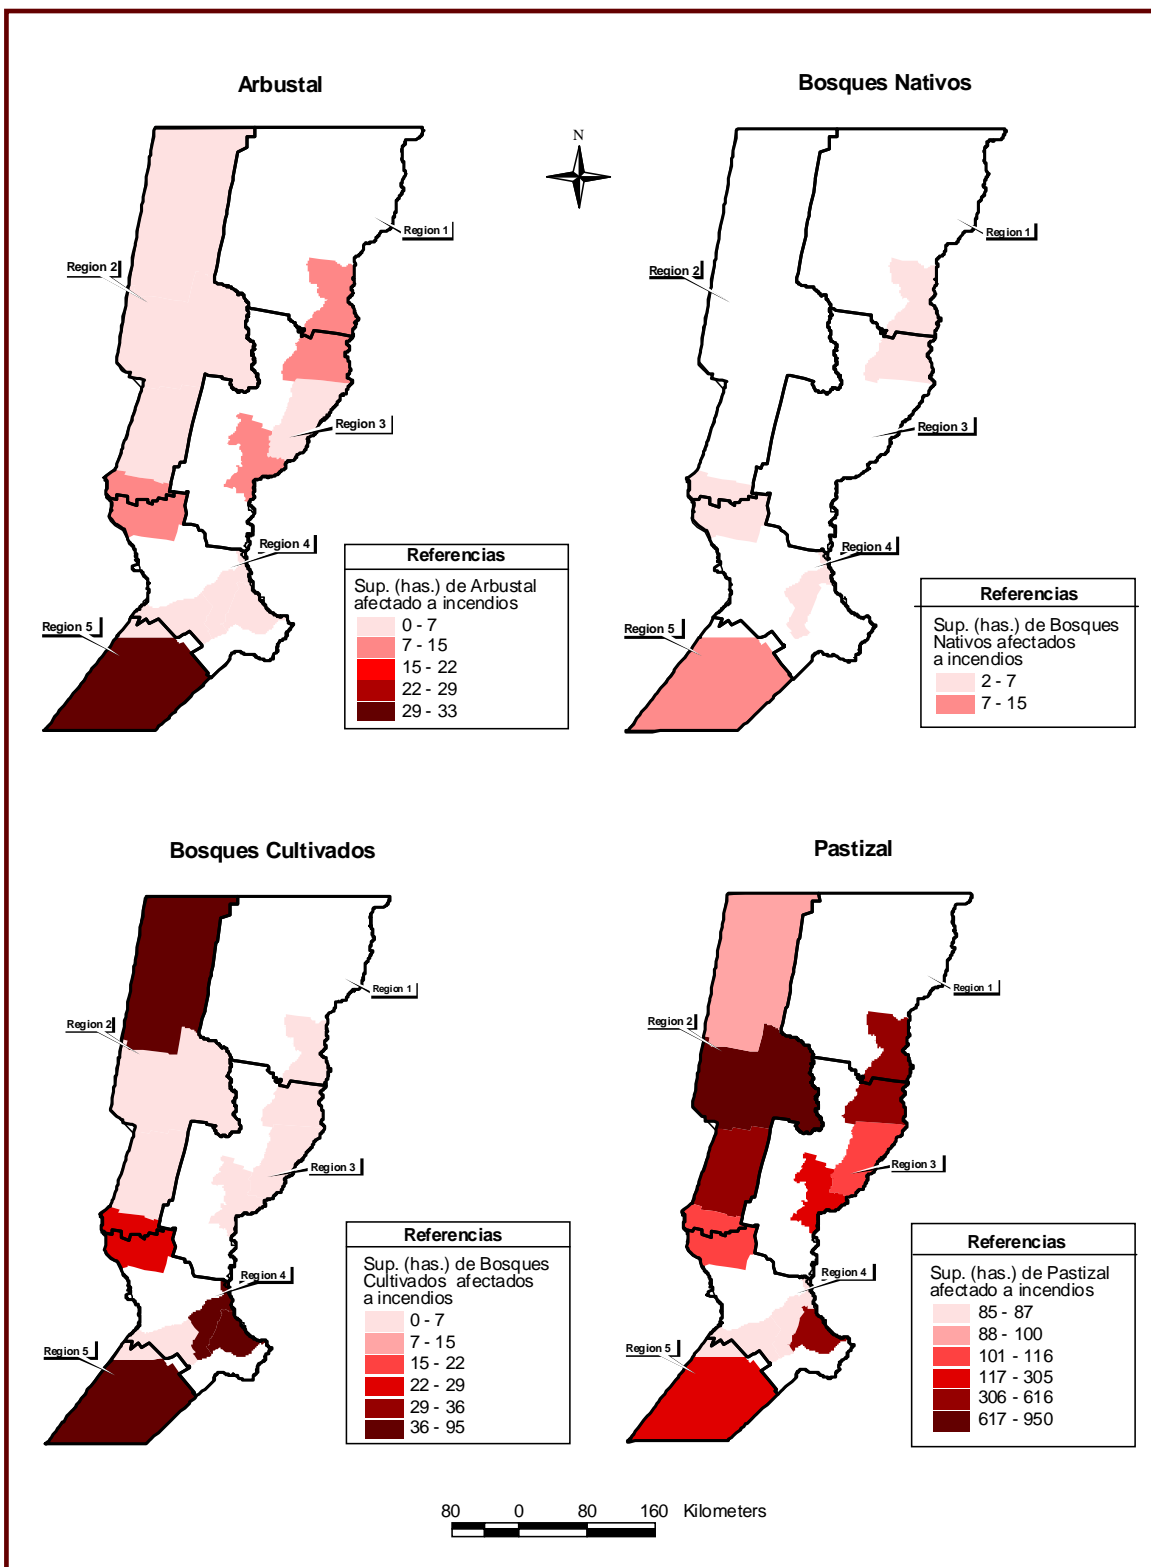 Arbustal
Bosques Nativos
N
Region 1
Region 2
Region 3
Region 4
Region 5
Referencias
Sup. (has.) de Arbustal
afectado a incendios
0 - 7
7 - 15
15 - 22
22 - 29
29 - 33
Region 1
Region 2
Region 3
Region 4
Region 5
Referencias
Sup. (has.) de Bosques
Nativos afectados
a incendios
2 - 7
7 - 15
Bosques Cultivados
Pastizal
Region 1
Region 2
Region 3
Region 4
Region 5
Referencias
Sup. (has.) de Bosques
Cultivados afectados
a incendios
0 - 7
7 - 15
15 - 22
22 - 29
29 - 36
36 - 95
Region 1
Region 2
Region 3
Region 4
Region 5
Referencias
Sup. (has.) de Pastizal
afectado a incendios
85 - 87
88 - 100
101 - 116
117 - 305
306 - 616
617 - 950
80 0 80 160 Kilometers